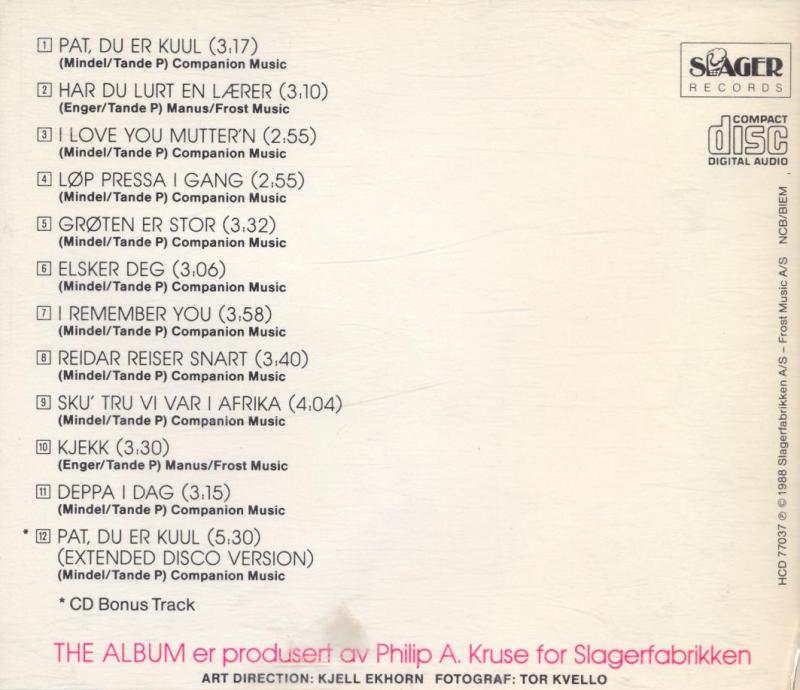 1 PAT, DU ER KUUL (3:17)
(Mindel/Tande P) Companion Music
2 HAR DU LURT EN LÆRER (3:10)
(Enger/Tande P) Manus/Frost Music
3 I LOVE YOU MUTTER'N (2:55)
(Mindel/Tande P) Companion Music
4 LØP PRESSA I GANG (2:55)
(Mindel/Tande P) Companion Music
5 GRØTEN ER STOR (3:32)
(Mindel/Tande P) Companion Music
6 ELSKER DEG (3:06)
(Mindel/Tande P) Companion Music
7 I REMEMBER YOU (3:58)
(Mindel/Tande P) Companion Music
8 REIDAR REISER SNART (3:40)
(Mindel/Tande P) Companion Music
9 SKU' TRU VI VAR I AFRIKA (4:04)
(Mindel/Tande P) Companion Music
10 KJEKK (3:30)
(Enger/Tande P) Manus/Frost Music
11 DEPPA I DAG (3:15)
(Mindel/Tande P) Companion Music
* 12 PAT, DU ER KUUL (5:30)
(EXTENDED DISCO VERSION)
(Mindel/Tande P) Companion Music
* CD Bonus Track
SLAGER
RECORDS
COMPACT
disc
DIGITAL AUDIO
HCD 77037 ℗ © 1988 Slagerfabrikken A/S – Frost Music A/S NCB/BIEM
THE ALBUM er produsert av Philip A. Kruse for Slagerfabrikken
ART DIRECTION: KJELL EKHORN FOTOGRAF: TOR KVELLO